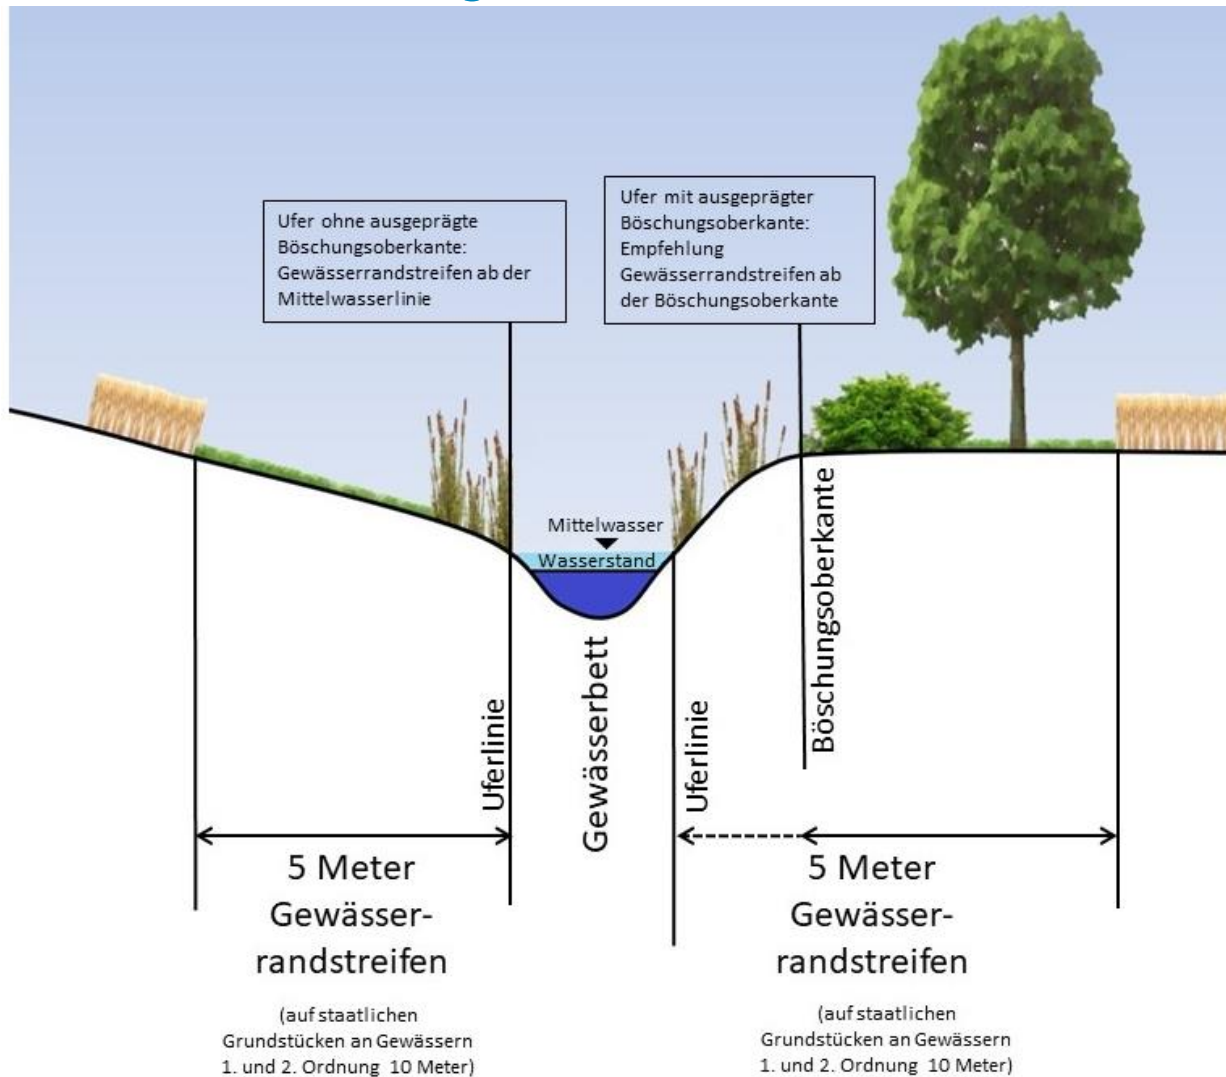 Ufer ohne ausgeprägte
Böschungsoberkante:
Gewässerrandstreifen ab der
Mittelwasserlinie
Ufer mit ausgeprägter
Böschungsoberkante:
Empfehlung
Gewässerrandstreifen ab
der Böschungsoberkante
Mittelwasser
Wasserstand
Uferlinie
Gewässerbett
Uferlinie
Böschungsoberkante
5 Meter
Gewässer-
randstreifen
(auf staatlichen
Grundstücken an Gewässern
1. und 2. Ordnung 10 Meter)
5 Meter
Gewässer-
randstreifen
(auf staatlichen
Grundstücken an Gewässern
1. und 2. Ordnung 10 Meter)